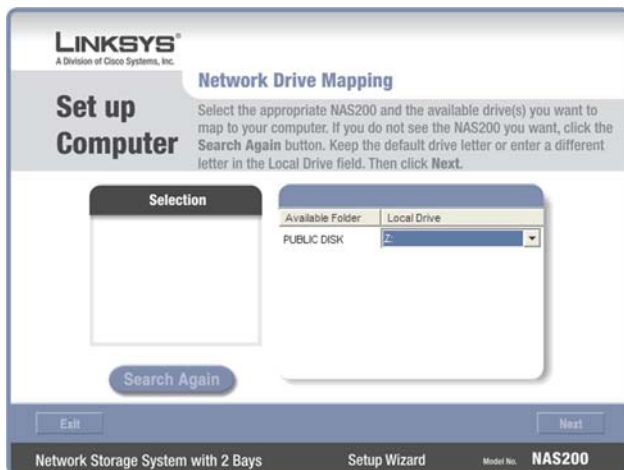 LINKSYS®
A Division of Cisco Systems, Inc.
Set up
Computer
Network Drive Mapping
Select the appropriate NAS200 and the available drive(s) you want to
map to your computer. If you do not see the NAS200 you want, click the
Search Again button. Keep the default drive letter or enter a different
letter in the Local Drive field. Then click Next.
Selection
Available Folder Local Drive
PUBLIC DISK Z:
Search Again
Exit Next
Network Storage System with 2 Bays Setup Wizard Model No. NAS200